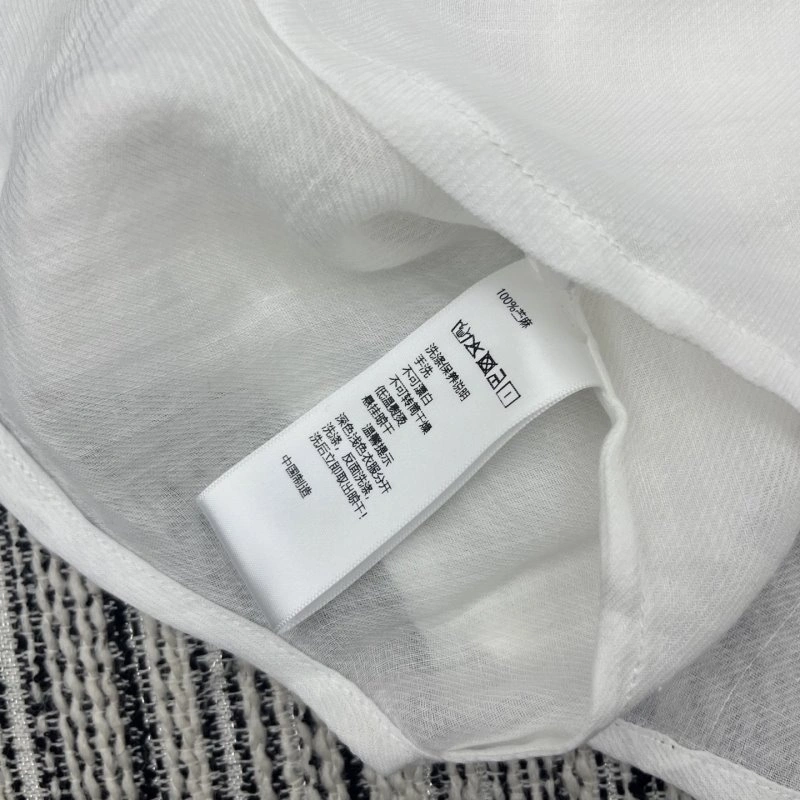 100%苎麻
洗涤保养说明
手洗
不可漂白
不可转筒干燥
低温熨烫
悬挂晾干
温馨提示
深色浅色衣服分开
洗涤，反面洗涤，
洗后立即取出晾干!
中国制造